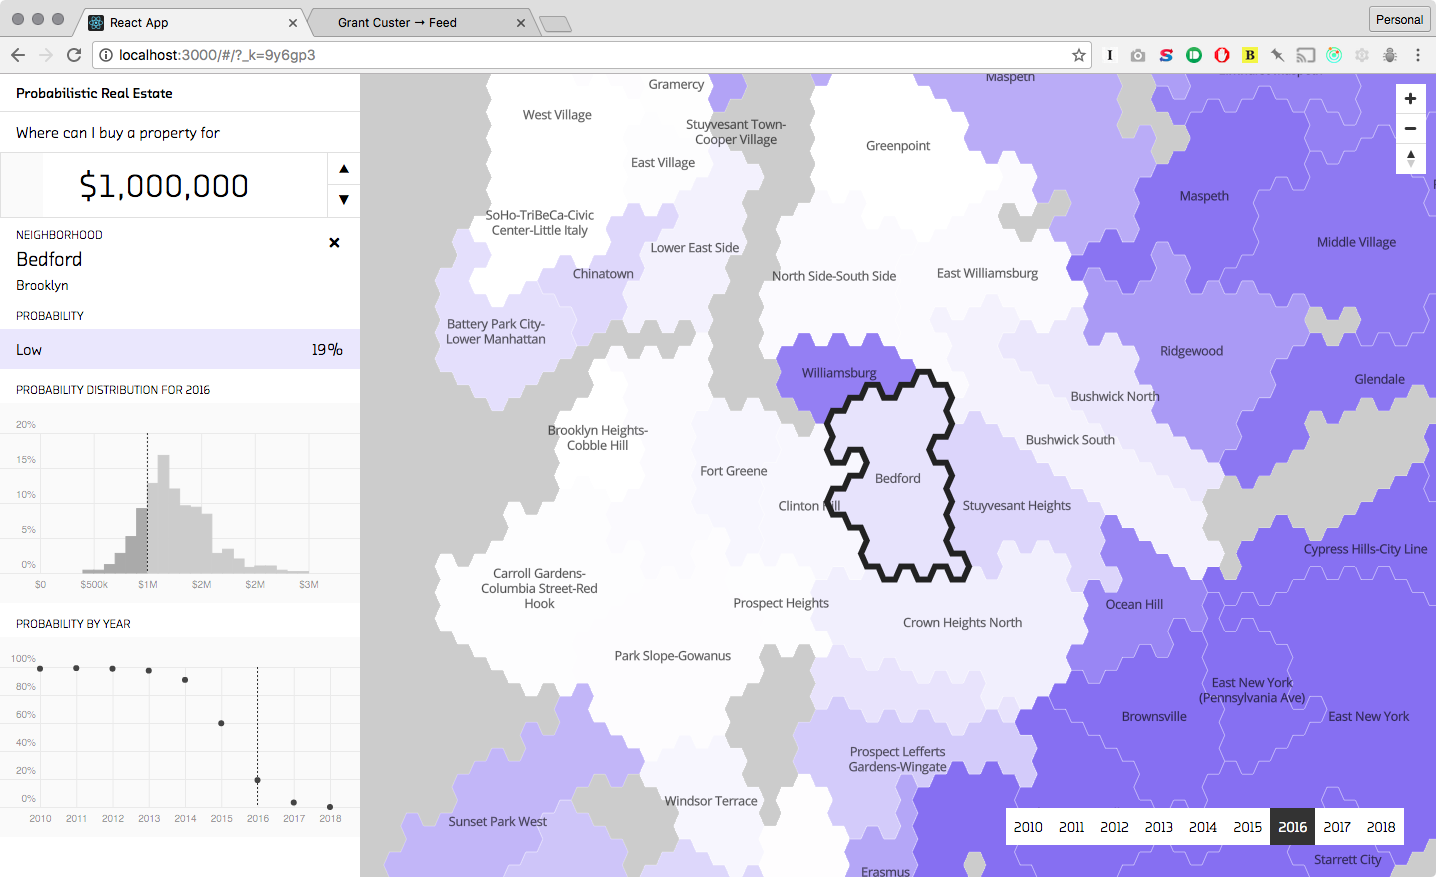 React App
Grant Custer → Feed
Personal
localhost:3000/#/?_k=9y6gp3
Probabilistic Real Estate
Where can I buy a property for
$1,000,000
NEIGHBORHOOD
Bedford
Brooklyn
PROBABILITY
Low 19%
PROBABILITY DISTRIBUTION FOR 2016
20%
15%
10%
5%
0%
$0 $500k $1M $2M $2M $3M
PROBABILITY BY YEAR
100%
80%
60%
40%
20%
0%
2010 2011 2012 2013 2014 2015 2016 2017 2018
Gramercy
Maspeth
West Village
Stuyvesant Town-
Cooper Village
Greenpoint
East Village
Maspeth
SoHo-TriBeCa-Civic
Center-Little Italy
Lower East Side
Middle Village
Chinatown
North Side-South Side
East Williamsburg
Battery Park City-
Lower Manhattan
Ridgewood
Williamsburg
Glendale
Bushwick North
Brooklyn Heights-
Cobble Hill
Bushwick South
Fort Greene
Bedford
Clinton Hill
Stuyvesant Heights
Cypress Hills-City Line
Carroll Gardens-
Columbia Street-Red
Hook
Prospect Heights
Ocean Hill
Crown Heights North
Park Slope-Gowanus
East New York
(Pennsylvania Ave)
Brownsville
East New York
Prospect Lefferts
Gardens-Wingate
Windsor Terrace
Sunset Park West
2010 2011 2012 2013 2014 2015 2016 2017 2018
Starrett City
Erasmus